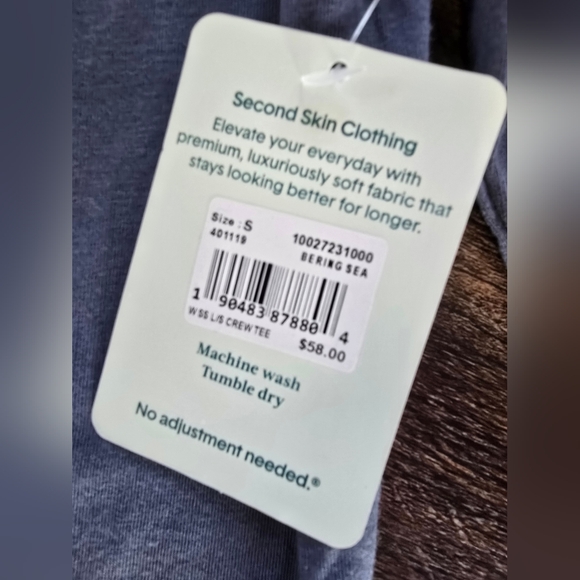 Second Skin Clothing
Elevate your everyday with
premium, luxuriously soft fabric that
stays looking better for longer.
Size : S
401119
10027231000
BERING SEA
1 90483 87880 4
W SS L/S CREW TEE
$58.00
Machine wash
Tumble dry
No adjustment needed.®